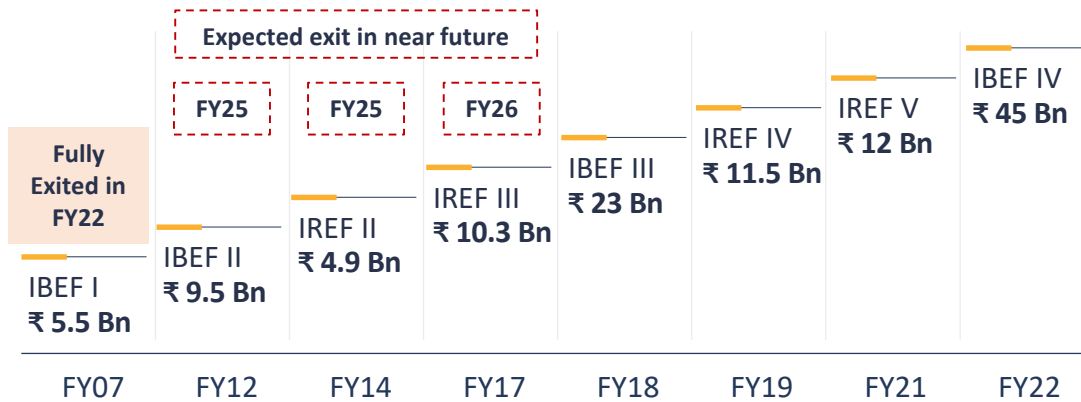 Expected exit in near future
FY25
FY25
FY26
Fully
Exited in
FY22
IBEF I
₹ 5.5 Bn
IBEF II
₹ 9.5 Bn
IREF II
₹ 4.9 Bn
IREF III
₹ 10.3 Bn
IBEF III
₹ 23 Bn
IREF IV
₹ 11.5 Bn
IREF V
₹ 12 Bn
IBEF IV
₹ 45 Bn
FY07
FY12
FY14
FY17
FY18
FY19
FY21
FY22